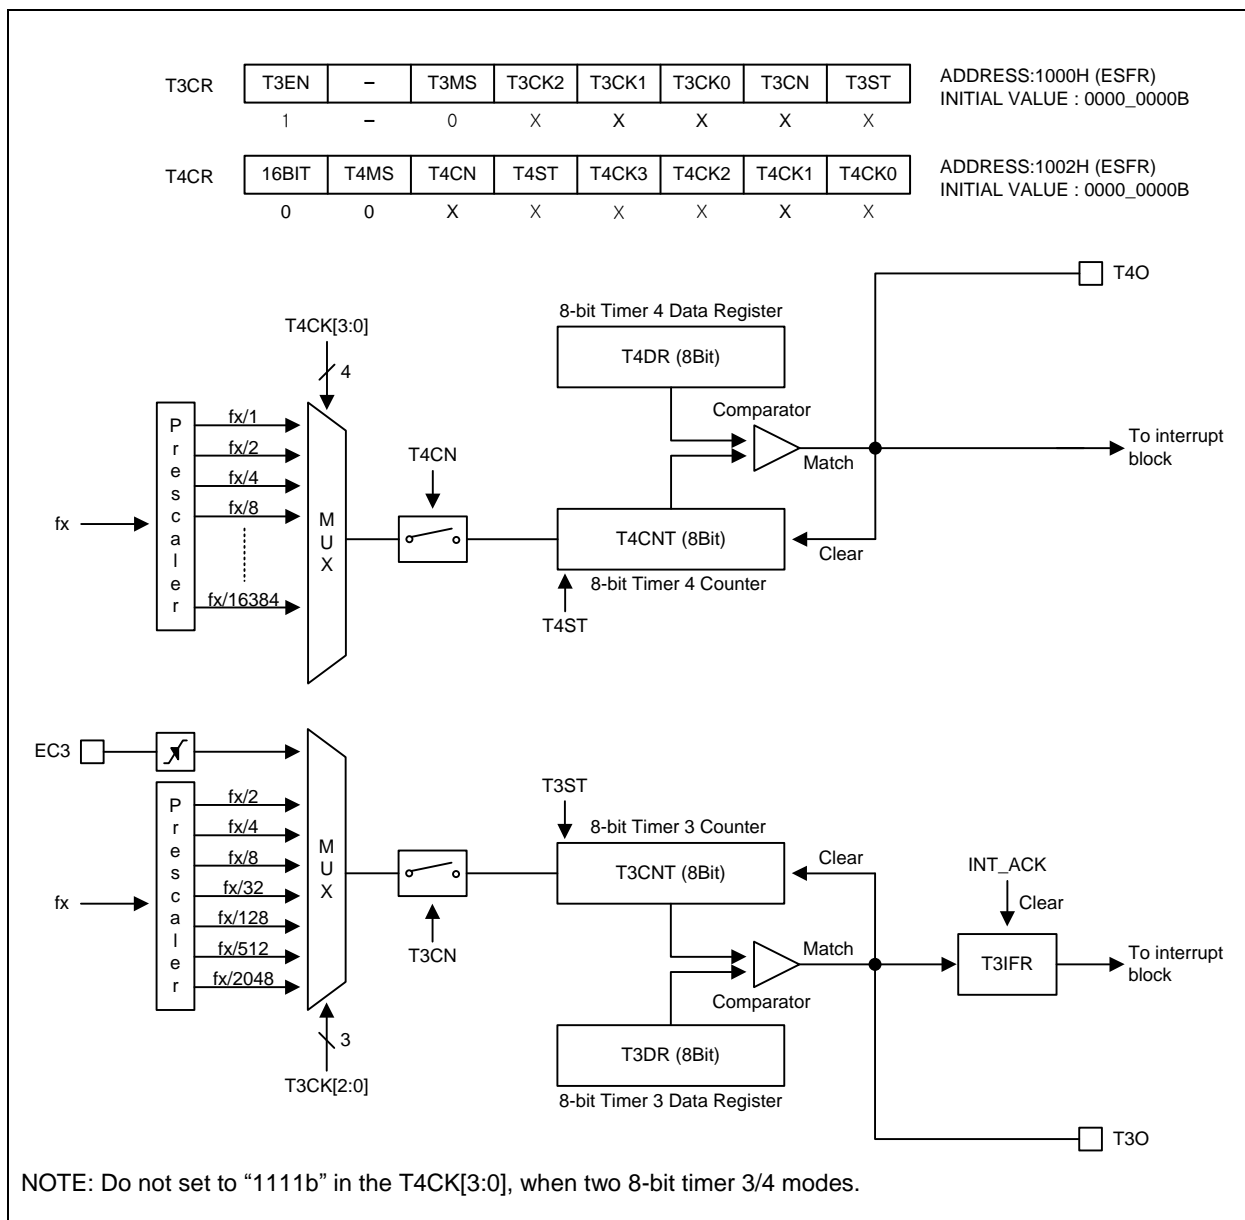 T3CR T3EN – T3MS T3CK2 T3CK1 T3CK0 T3CN T3ST ADDRESS:1000H (ESFR)
INITIAL VALUE : 0000_0000B
1 – 0 X X X X X
T4CR 16BIT T4MS T4CN T4ST T4CK3 T4CK2 T4CK1 T4CK0 ADDRESS:1002H (ESFR)
INITIAL VALUE : 0000_0000B
0 0 X X X X X X
T4O
8-bit Timer 4 Data Register
T4CK[3:0]
T4DR (8Bit)
4
Comparator
Prescaler
fx/1
fx/2
fx/4
fx/8
fx/16384
fx
MUX
T4CN
Match
To interrupt
block
T4CNT (8Bit)
Clear
8-bit Timer 4 Counter
T4ST
EC3
Prescaler
fx/2
fx/4
fx/8
fx/32
fx/128
fx/512
fx/2048
fx
MUX
T3CN
T3ST
8-bit Timer 3 Counter
T3CNT (8Bit)
Clear
INT_ACK
Clear
Match
T3IFR
To interrupt
block
Comparator
3
T3CK[2:0]
T3DR (8Bit)
8-bit Timer 3 Data Register
T3O
NOTE: Do not set to “1111b” in the T4CK[3:0], when two 8-bit timer 3/4 modes.